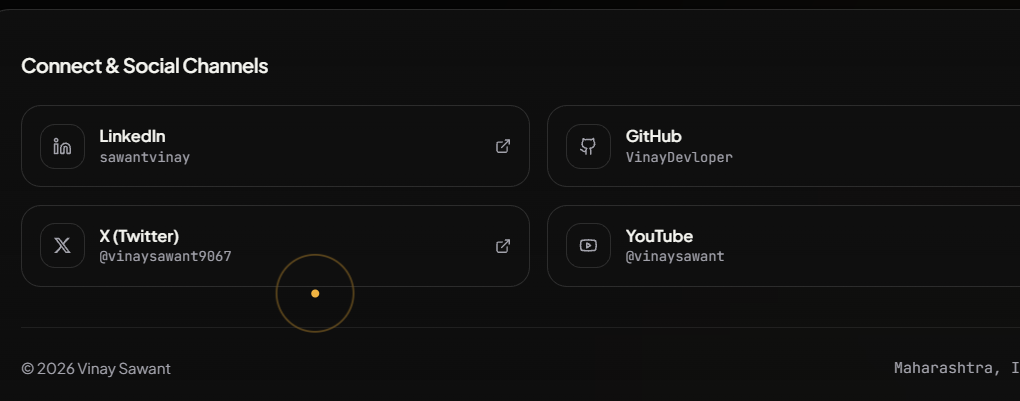 Connect & Social Channels
LinkedIn
sawantvinay
GitHub
VinayDevloper
X (Twitter)
@vinaysawant9067
YouTube
@vinaysawant
© 2026 Vinay Sawant
Maharashtra,